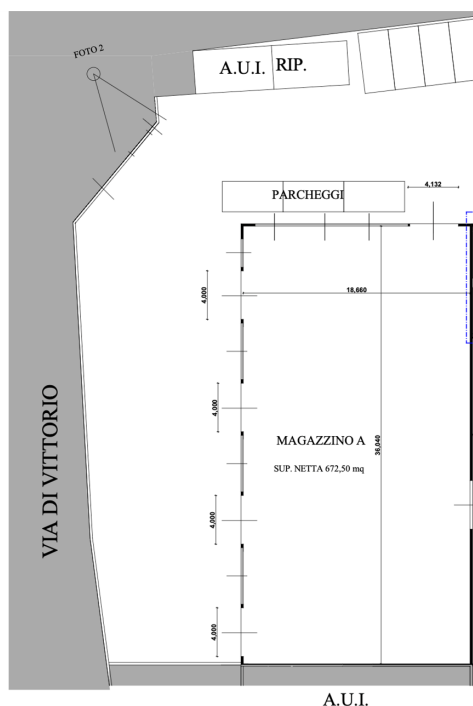 FOTO 2
A.U.I. RIP.
PARCHEGGI
4,132
18,660
4,000
4,000
4,000
4,000
36,040
MAGAZZINO A
SUP. NETTA 672,50 mq
VIA DI VITTORIO
A.U.I.